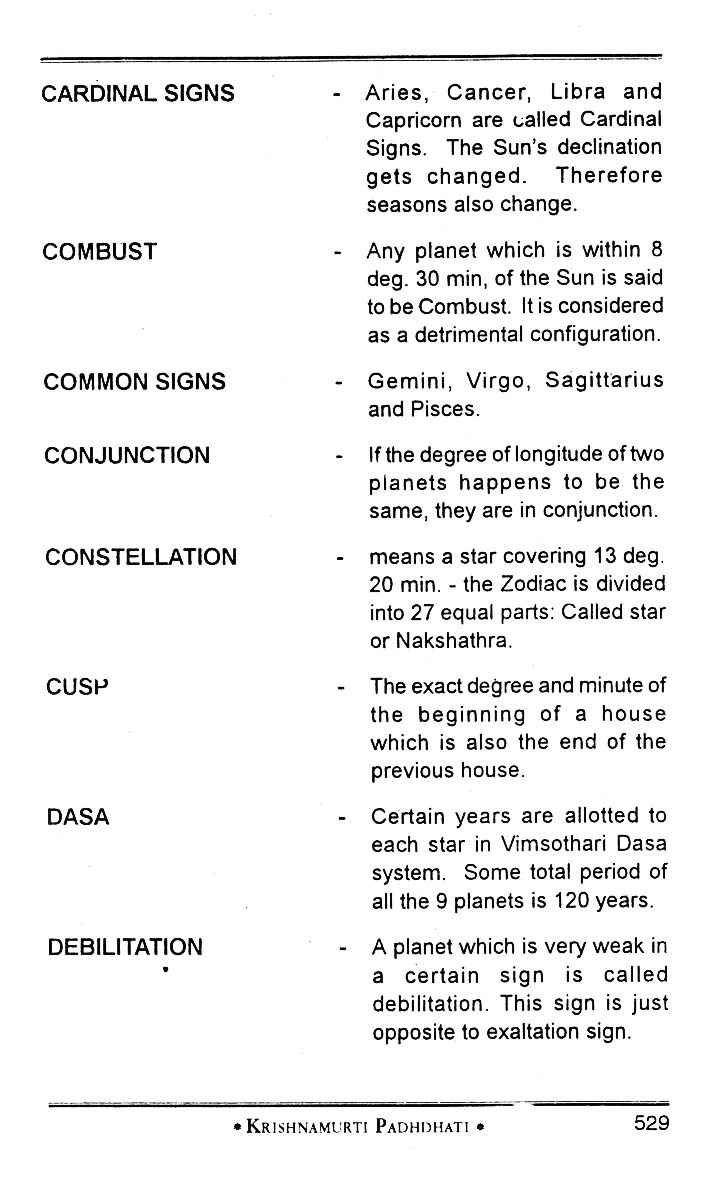 CARDINAL SIGNS - Aries, Cancer, Libra and
Capricorn are called Cardinal
Signs. The Sun's declination
gets changed. Therefore
seasons also change.
COMBUST - Any planet which is within 8
deg. 30 min, of the Sun is said
to be Combust. It is considered
as a detrimental configuration.
COMMON SIGNS - Gemini, Virgo, Sagittarius
and Pisces.
CONJUNCTION - If the degree of longitude of two
planets happens to be the
same, they are in conjunction.
CONSTELLATION - means a star covering 13 deg.
20 min. - the Zodiac is divided
into 27 equal parts: Called star
or Nakshathra.
CUSP - The exact degree and minute of
the beginning of a house
which is also the end of the
previous house.
DASA - Certain years are allotted to
each star in Vimsothari Dasa
system. Some total period of
all the 9 planets is 120 years.
DEBILITATION - A planet which is very weak in
a certain sign is called
debilitation. This sign is just
opposite to exaltation sign.
• KRISHNAMURTI PADHDHATI • 529